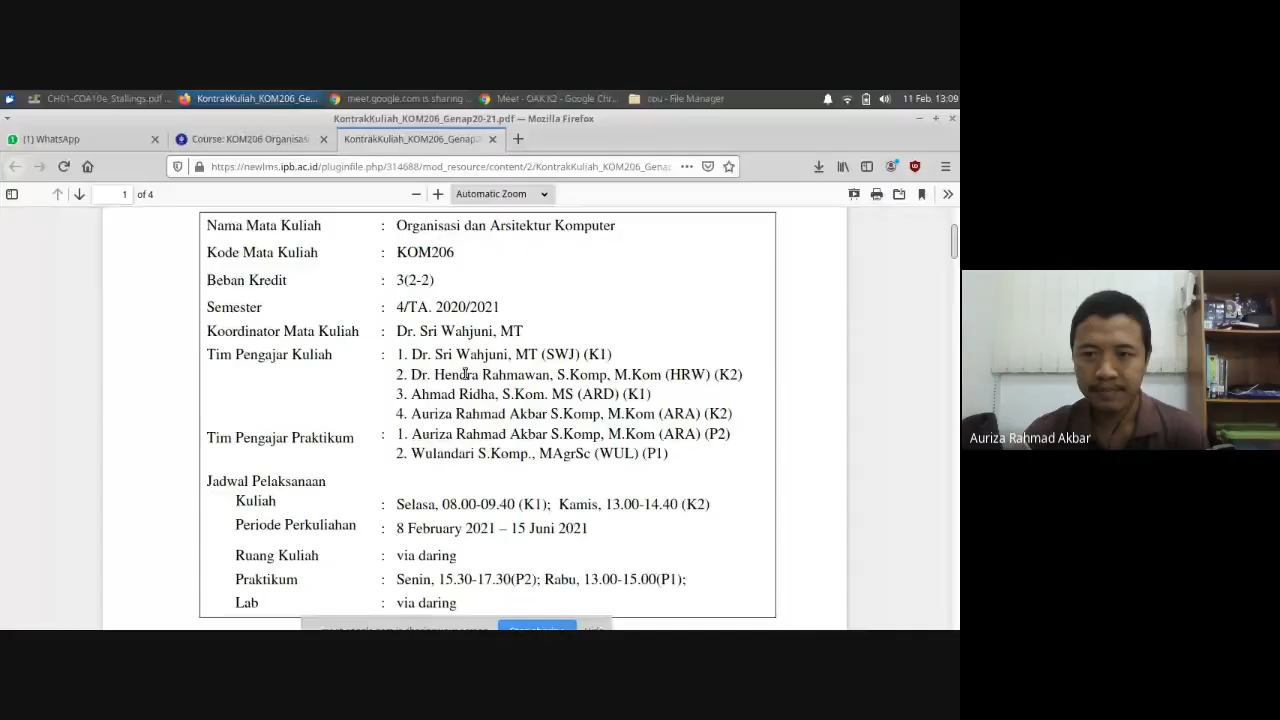 CH01-COA10e_Stallings.pdf ...
KontrakKuliah_KOM206_Ge...
meet.google.com is sharing ...
Meet - OAK K2 - Google Chr...
cpu - File Manager
11 Feb, 13:09
KontrakKuliah_KOM206_Genap20-21.pdf — Mozilla Firefox
(1) WhatsApp
Course: KOM206 Organisasi
KontrakKuliah_KOM206_Genap2
https://newlms.ipb.ac.id/pluginfile.php/314688/mod_resource/content/2/KontrakKuliah_KOM206_Gena
1 of 4
Automatic Zoom
Nama Mata Kuliah : Organisasi dan Arsitektur Komputer
Kode Mata Kuliah : KOM206
Beban Kredit : 3(2-2)
Semester : 4/TA. 2020/2021
Koordinator Mata Kuliah : Dr. Sri Wahjuni, MT
Tim Pengajar Kuliah : 1. Dr. Sri Wahjuni, MT (SWJ) (K1)
2. Dr. Hendra Rahmawan, S.Komp, M.Kom (HRW) (K2)
3. Ahmad Ridha, S.Kom. MS (ARD) (K1)
4. Auriza Rahmad Akbar S.Komp, M.Kom (ARA) (K2)
Tim Pengajar Praktikum : 1. Auriza Rahmad Akbar S.Komp, M.Kom (ARA) (P2)
2. Wulandari S.Komp., MAgrSc (WUL) (P1)
Jadwal Pelaksanaan
Kuliah : Selasa, 08.00-09.40 (K1); Kamis, 13.00-14.40 (K2)
Periode Perkuliahan : 8 February 2021 – 15 Juni 2021
Ruang Kuliah : via daring
Praktikum : Senin, 15.30-17.30(P2); Rabu, 13.00-15.00(P1);
Lab : via daring
Auriza Rahmad Akbar